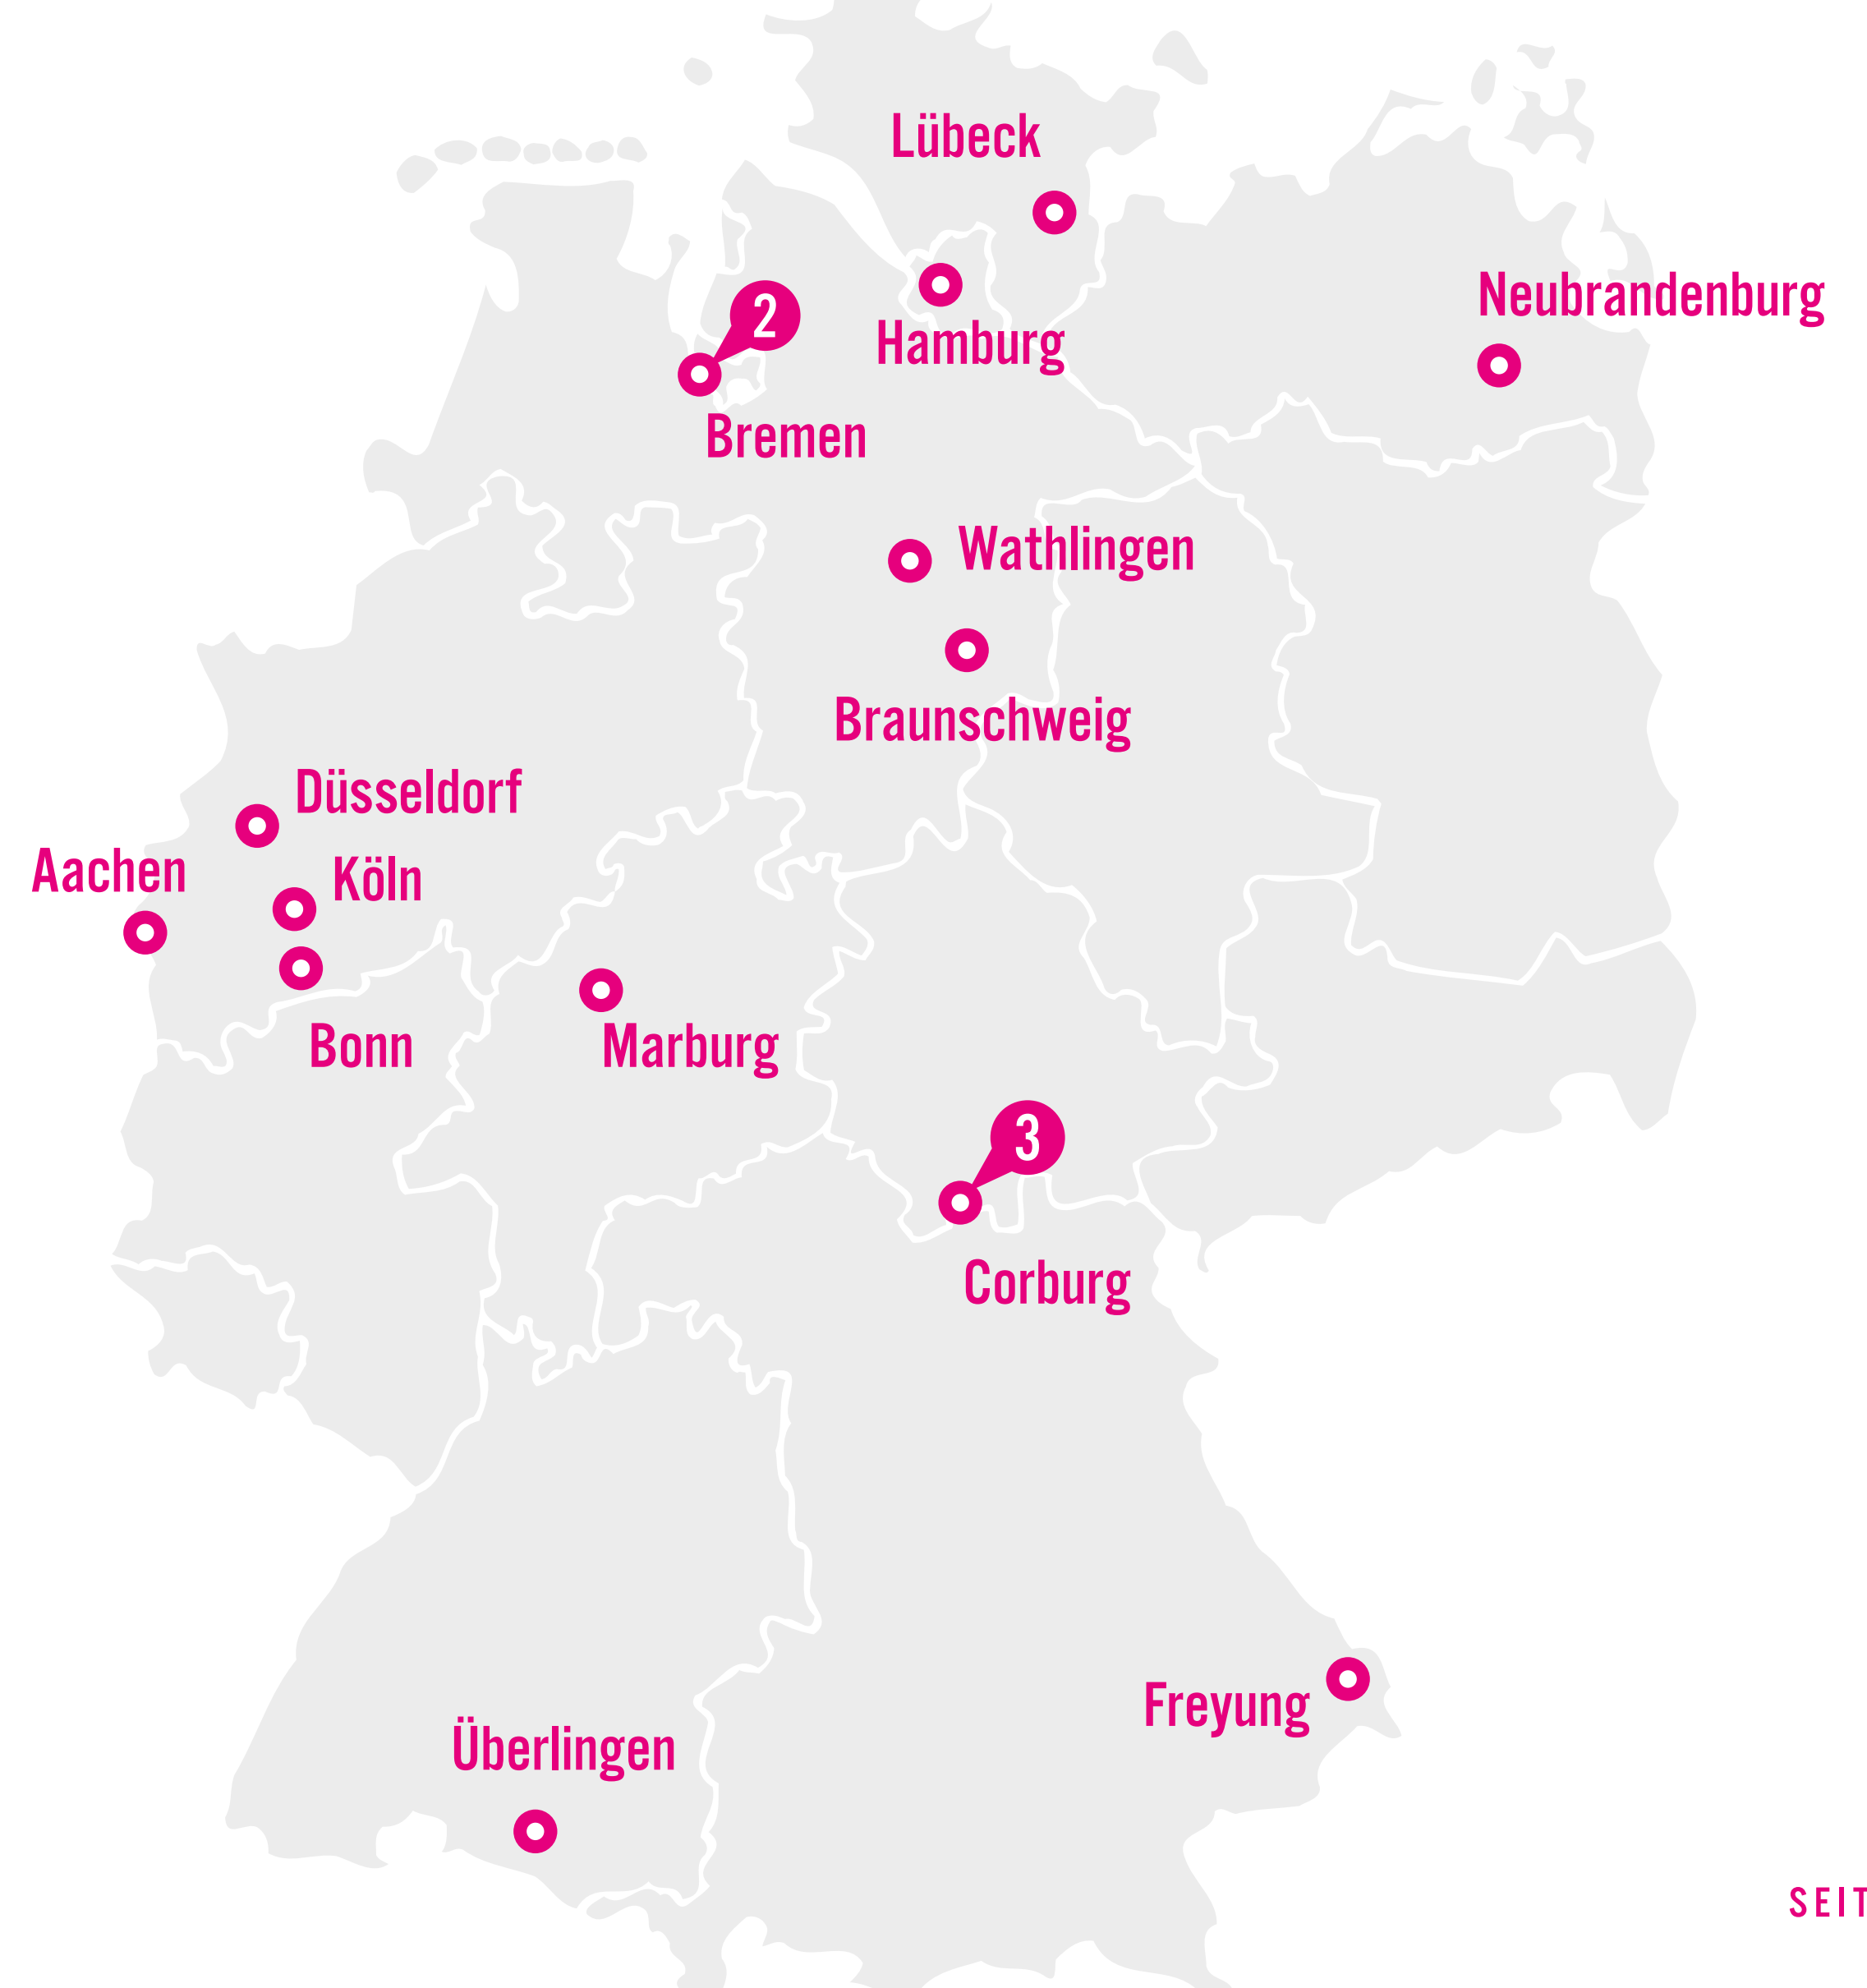 Lübeck
Neubrandenburg
2
Hamburg
Bremen
Wathlingen
Braunschweig
Düsseldorf
Aachen
Köln
Bonn
Marburg
3
Corburg
Freyung
Überlingen
SEIT